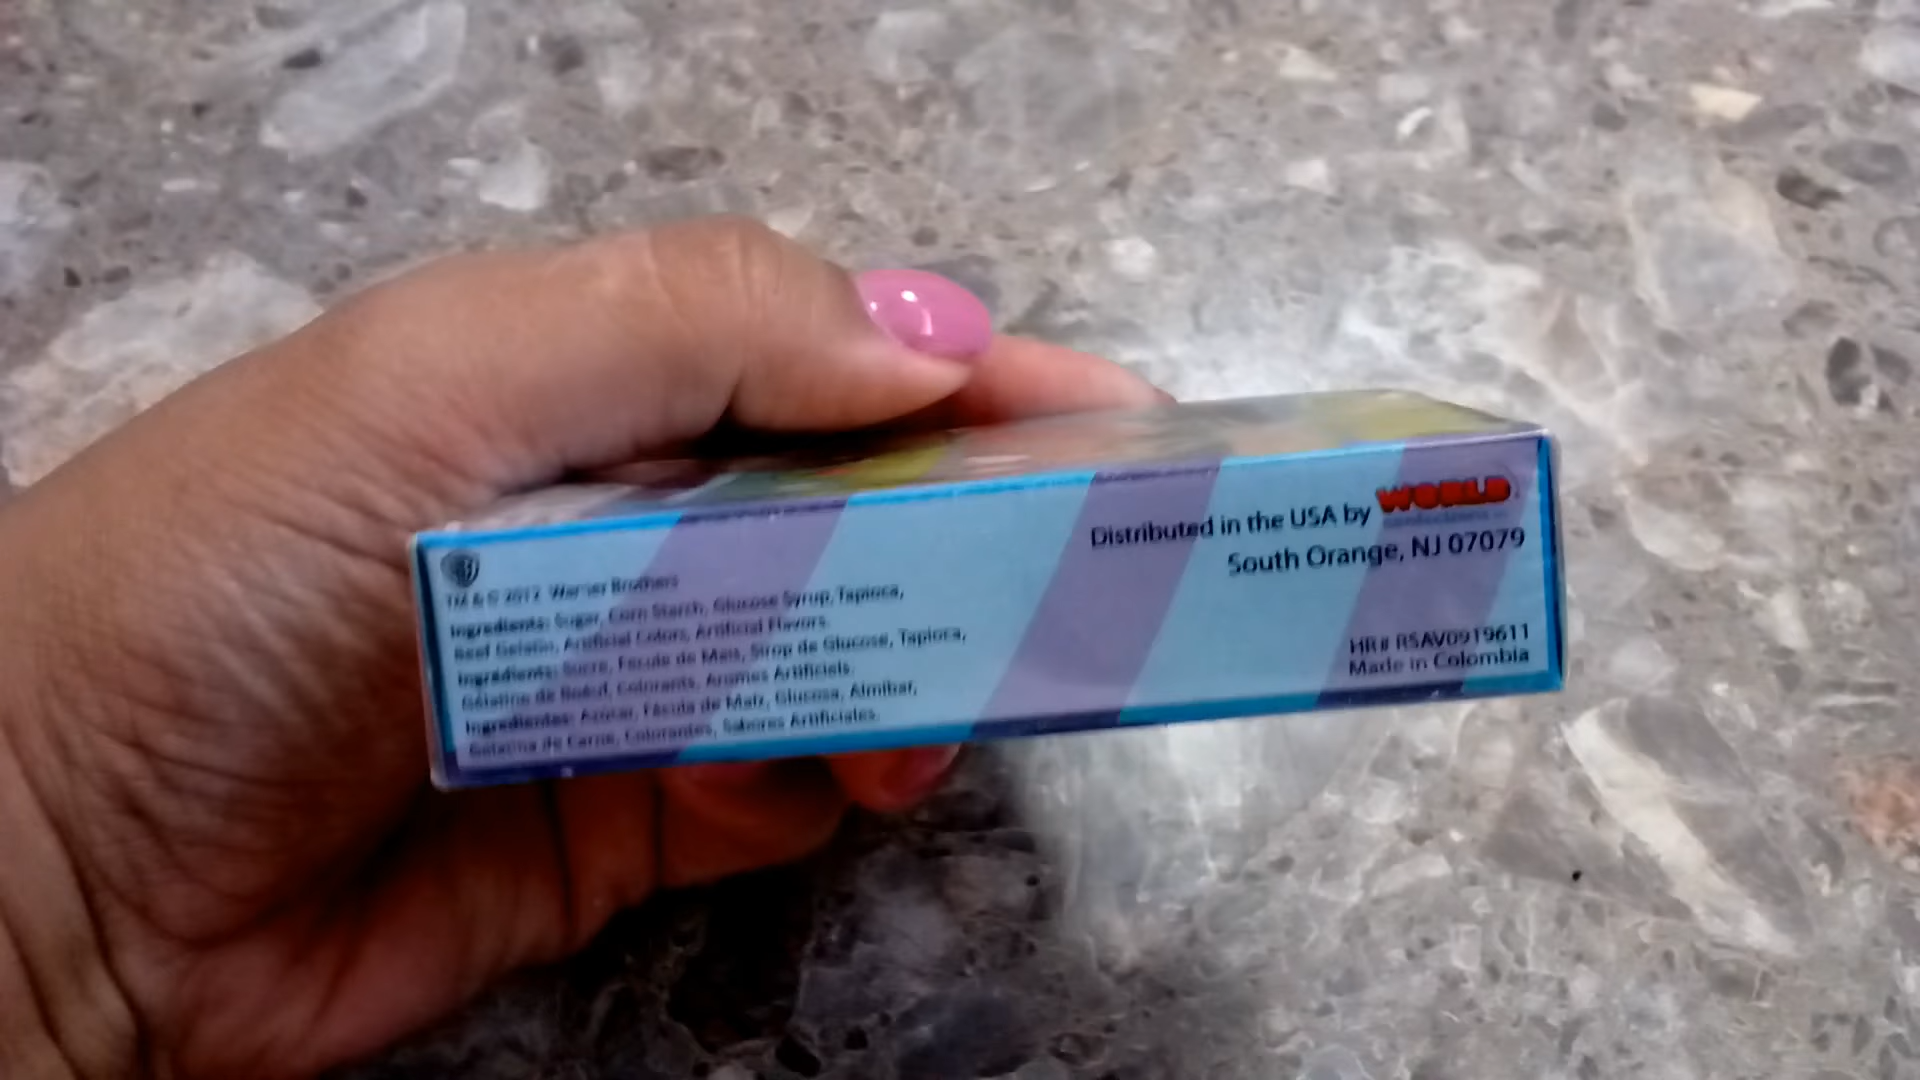 TM & © 2012 Warner Brothers
Ingredients: Sugar, Corn Starch, Glucose Syrup, Tapioca,
Beef Gelatin, Artificial Colors, Artificial Flavors.
Ingrédients: Sucre, Fécule de Maïs, Sirop de Glucose, Tapioca,
Gélatine de Boeuf, Colorants, Aromes Artificiels.
Ingredientes: Azúcar, Fécula de Maíz, Glucosa, Almíbar,
Gelatina de Carne, Colorantes, Sabores Artificiales.
Distributed in the USA by WORLD
South Orange, NJ 07079
HR# RSAV0919611
Made in Colombia